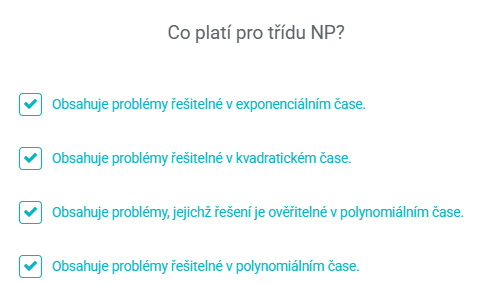 Co platí pro třídu NP?
Obsahuje problémy řešitelné v exponenciálním čase.
Obsahuje problémy řešitelné v kvadratickém čase.
Obsahuje problémy, jejichž řešení je ověřitelné v polynomiálním čase.
Obsahuje problémy řešitelné v polynomiálním čase.